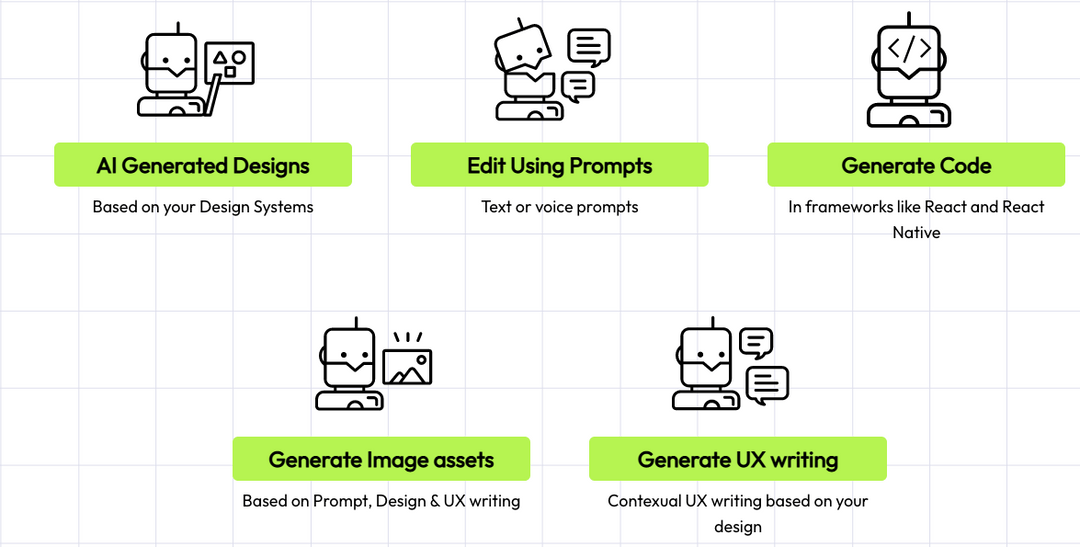 AI Generated Designs
Edit Using Prompts
Generate Code
Based on your Design Systems
Text or voice prompts
In frameworks like React and React
Native
Generate Image assets
Generate UX writing
Based on Prompt, Design & UX writing
Contexual UX writing based on your
design